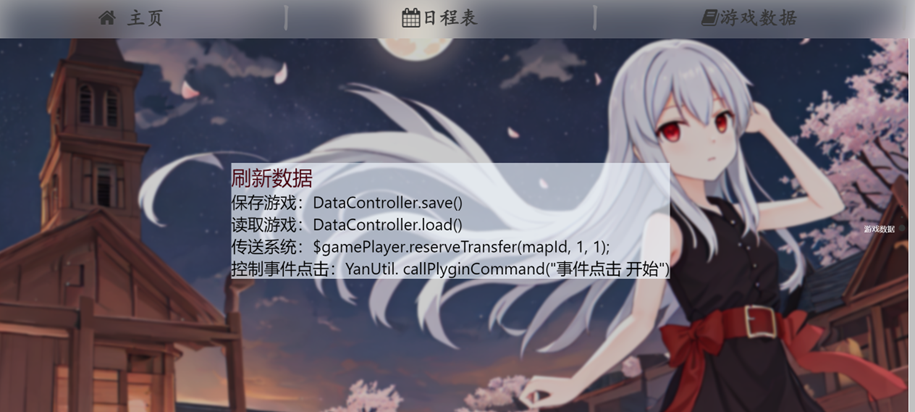 主页
日程表
游戏数据
刷新数据
保存游戏：DataController.save()
读取游戏：DataController.load()
传送系统：$gamePlayer.reserveTransfer(mapId, 1, 1);
控制事件点击：YanUtil. callPlyginCommand("事件点击 开始")
游戏数据